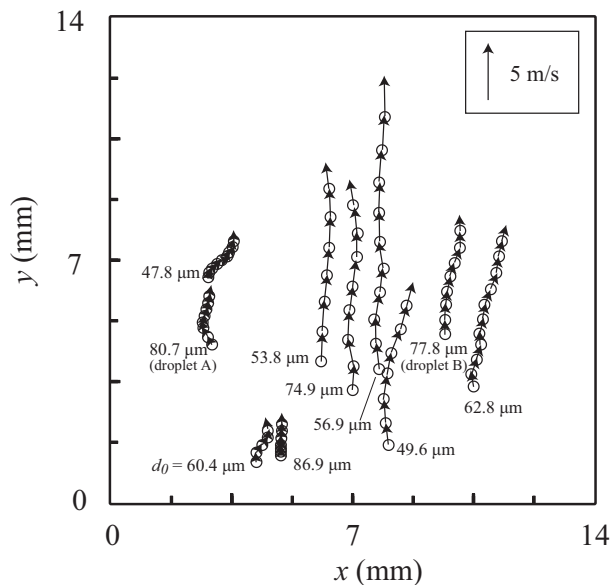 14
5 m/s
y (mm)
7
47.8 μm
80.7 μm
(droplet A)
53.8 μm
77.8 μm
(droplet B)
74.9 μm
62.8 μm
56.9 μm
49.6 μm
d0 = 60.4 μm
86.9 μm
0
0
7
14
x (mm)